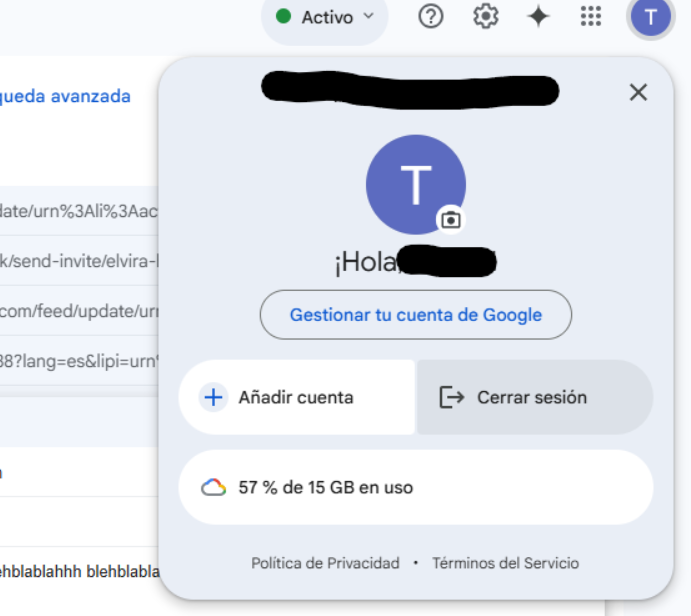 Activo
T
queda avanzada
T
date/urn%3Ali%3Aac
k/send-invite/elvira-
com/feed/update/ur
38?lang=es&lipi=urn
¡Hola,
Gestionar tu cuenta de Google
Añadir cuenta
Cerrar sesión
57 % de 15 GB en uso
Política de Privacidad • Términos del Servicio
ehblablahhh blehblabla